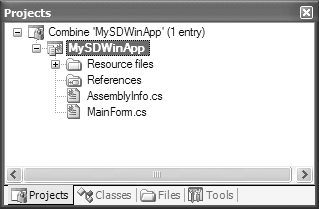 Projects
Combine 'MySDWinApp' (1 entry)
MySDWinApp
Resource files
References
AssemblyInfo.cs
MainForm.cs
Projects Classes Files Tools